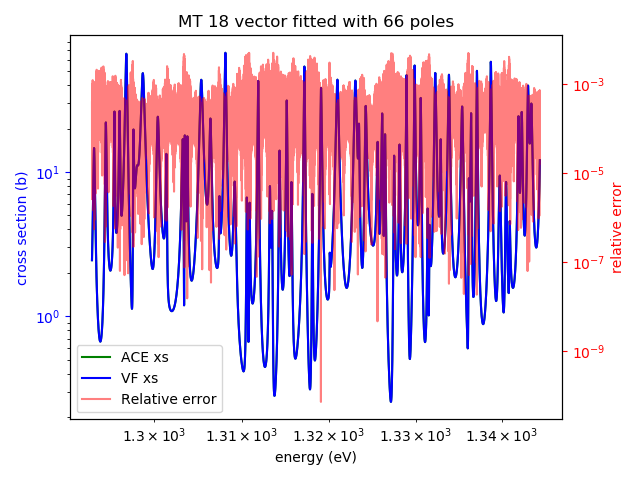 MT 18 vector fitted with 66 poles
cross section (b)
10¹
10⁰
10⁻³
10⁻⁵
10⁻⁷
10⁻⁹
relative error
ACE xs
VF xs
Relative error
1.3 × 10³ 1.31 × 10³ 1.32 × 10³ 1.33 × 10³ 1.34 × 10³
energy (eV)